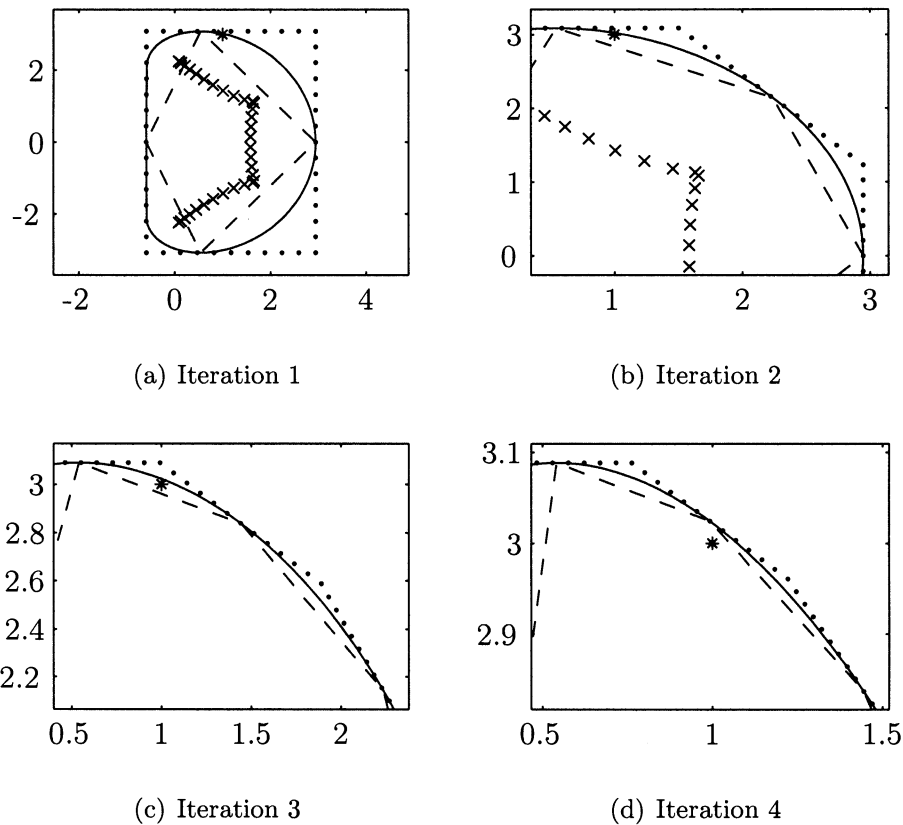 2
0
-2
-2 0 2 4
(a) Iteration 1
3
2
1
0
1 2 3
(b) Iteration 2
3
2.8
2.6
2.4
2.2
0.5 1 1.5 2
(c) Iteration 3
3.1
3
2.9
0.5 1 1.5
(d) Iteration 4